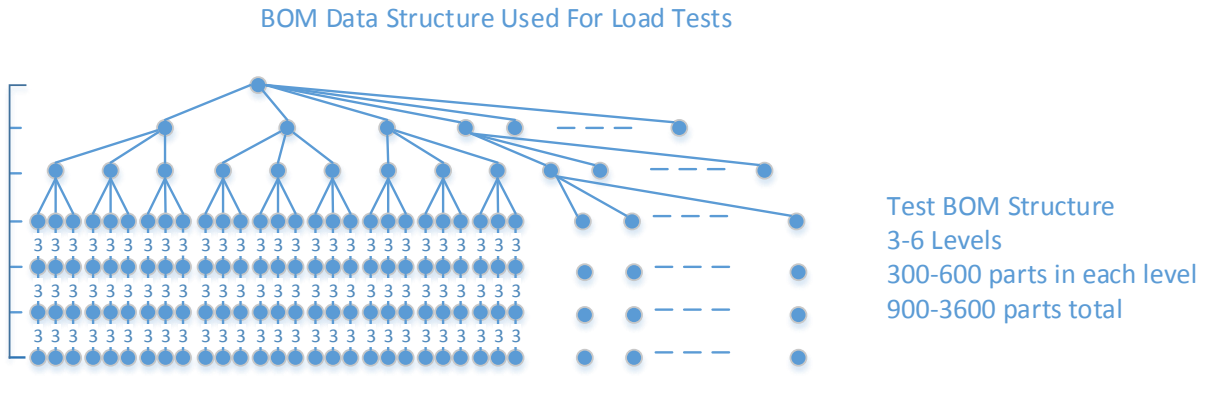 BOM Data Structure Used For Load Tests
Test BOM Structure
3-6 Levels
300-600 parts in each level
900-3600 parts total
3 3 3 3 3 3 3 3 3 3 3 3 3 3 3 3 3 3 3 3 3 3 3 3 3 3 3
3 3 3 3 3 3 3 3 3 3 3 3 3 3 3 3 3 3 3 3 3 3 3 3 3 3 3
3 3 3 3 3 3 3 3 3 3 3 3 3 3 3 3 3 3 3 3 3 3 3 3 3 3 3